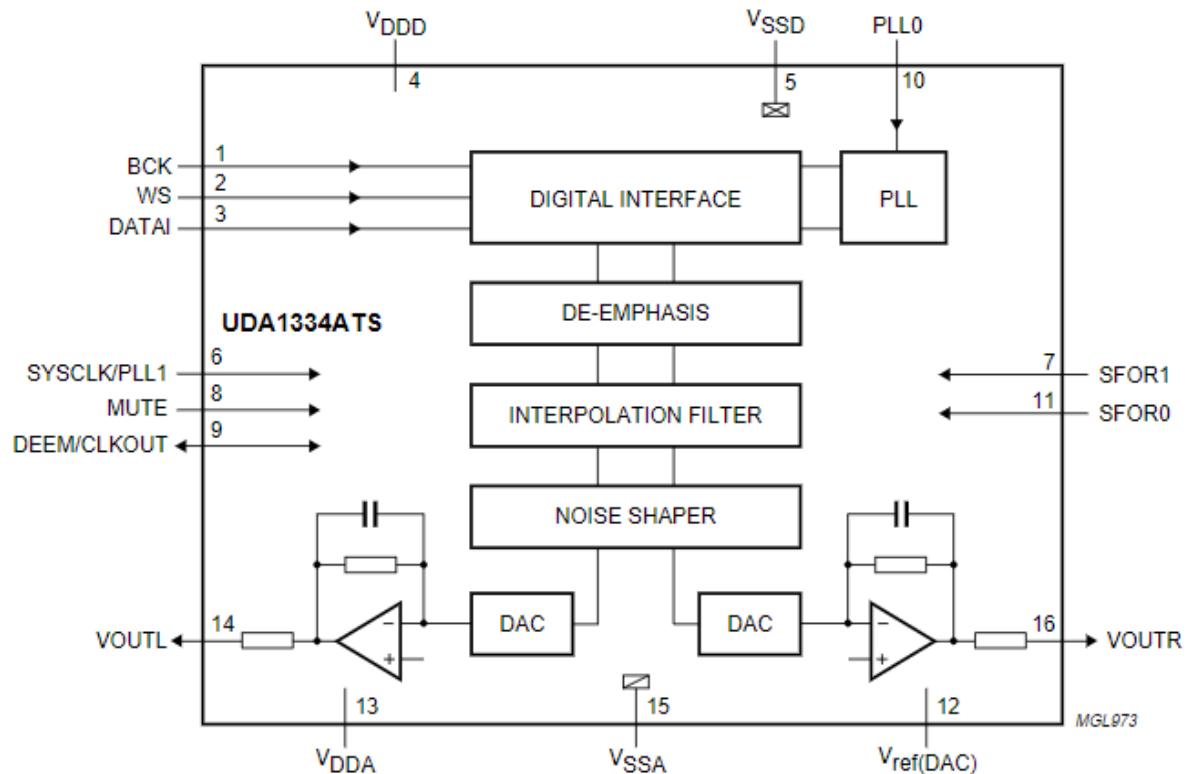 VDDD
VSSD
PLL0
4
5
10
BCK
1
WS
2
DATAI
3
DIGITAL INTERFACE
PLL
DE-EMPHASIS
UDA1334ATS
SYSCLK/PLL1
6
MUTE
8
DEEM/CLKOUT
9
7
SFOR1
11
SFOR0
INTERPOLATION FILTER
NOISE SHAPER
VOUTL
14
−
+
DAC
DAC
−
+
16
VOUTR
13
15
12
MGL973
VDDA
VSSA
Vref(DAC)